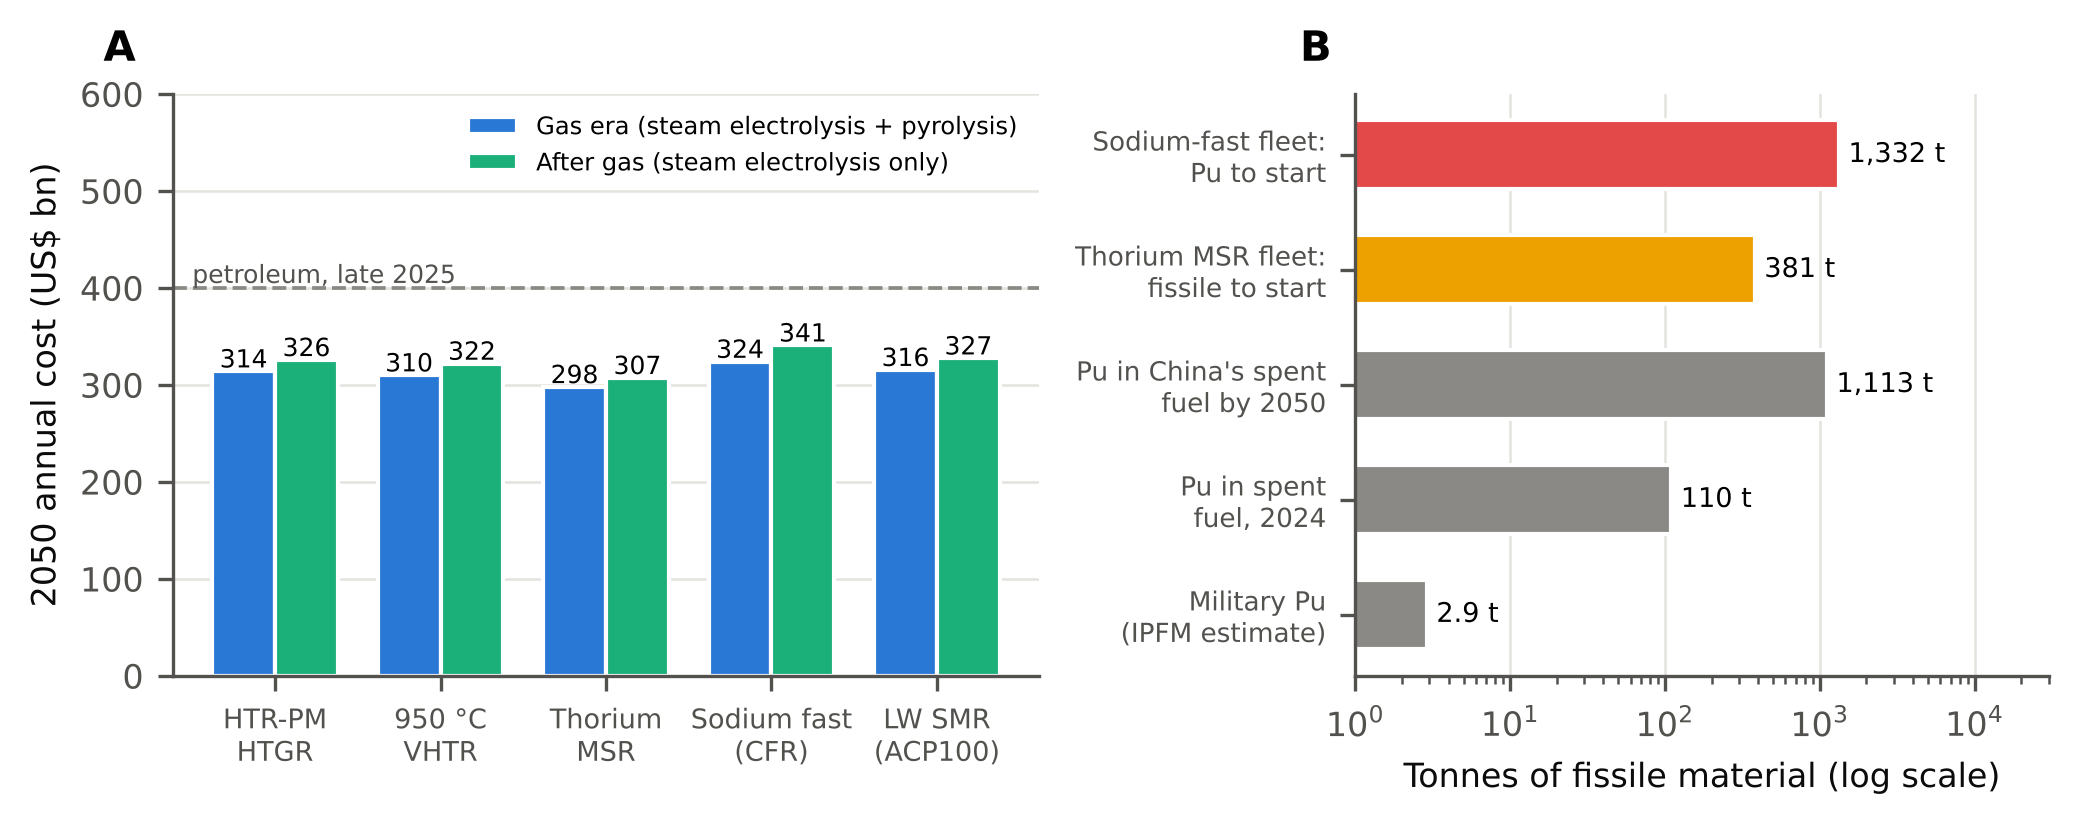 A
2050 annual cost (US$ bn)
600
500
400
300
200
100
0
Gas era (steam electrolysis + pyrolysis)
After gas (steam electrolysis only)
petroleum, late 2025
314
326
310
322
298
307
324
341
316
327
HTR-PM
HTGR
950 °C
VHTR
Thorium
MSR
Sodium fast
(CFR)
LW SMR
(ACP100)
B
Sodium-fast fleet:
Pu to start
1,332 t
Thorium MSR fleet:
fissile to start
381 t
Pu in China's spent
fuel by 2050
1,113 t
Pu in spent
fuel, 2024
110 t
Military Pu
(IPFM estimate)
2.9 t
10⁰
10¹
10²
10³
10⁴
Tonnes of fissile material (log scale)